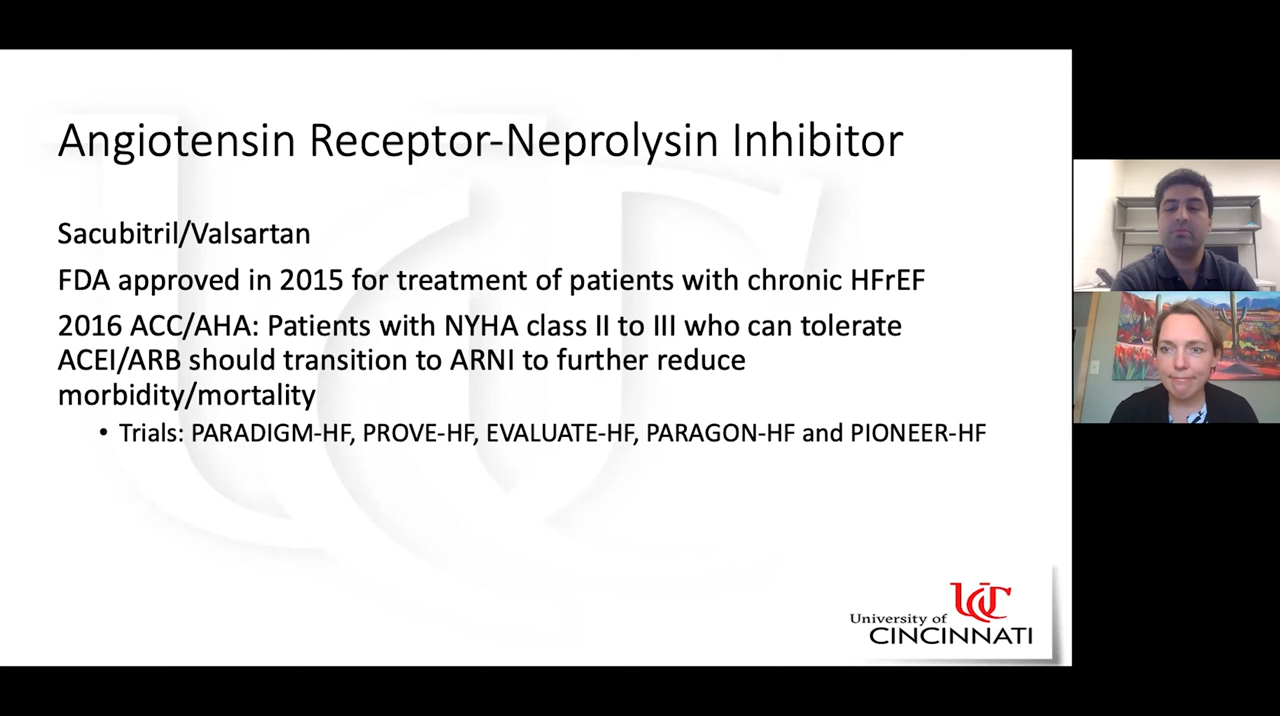 Angiotensin Receptor-Neprolysin Inhibitor
Sacubitril/Valsartan
FDA approved in 2015 for treatment of patients with chronic HFrEF
2016 ACC/AHA: Patients with NYHA class II to III who can tolerate
ACEI/ARB should transition to ARNI to further reduce
morbidity/mortality
• Trials: PARADIGM-HF, PROVE-HF, EVALUATE-HF, PARAGON-HF and PIONEER-HF
UC
University of
CINCINNATI